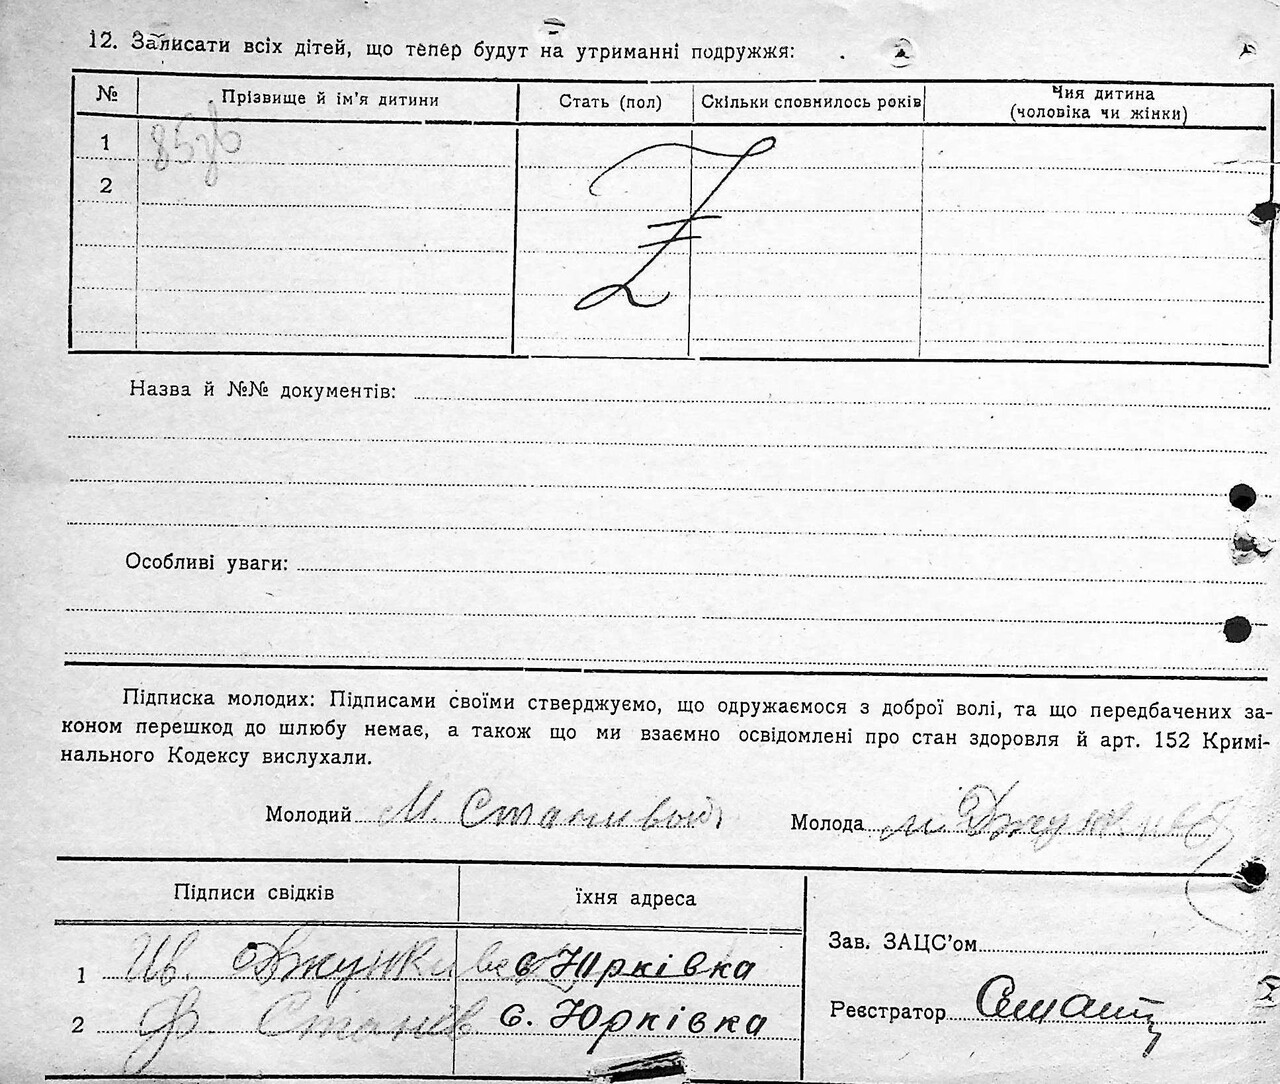 12. Записати всіх дітей, що тепер будут на утриманні подружжя:
№ Прізвище й ім'я дитини Стать (пол) Скільки сповнилось років Чия дитина (чоловіка чи жінки)
1
2
Назва й №№ документів:
Особливі уваги:
Підписка молодих: Підписами своїми стверджуємо, що одружаємося з доброї волі, та що передбачених за-
коном перешкод до шлюбу немає, а також що ми взаємно освідомлені про стан здоровля й арт. 152 Кримі-
нального Кодексу вислухали.
Молодий М. Молода М.
Підписи свідків їхня адреса
Зав. ЗАЦС'ом
1 Ив. с. Юрківка
Реєстратор
2 Ф. с. Юрківка